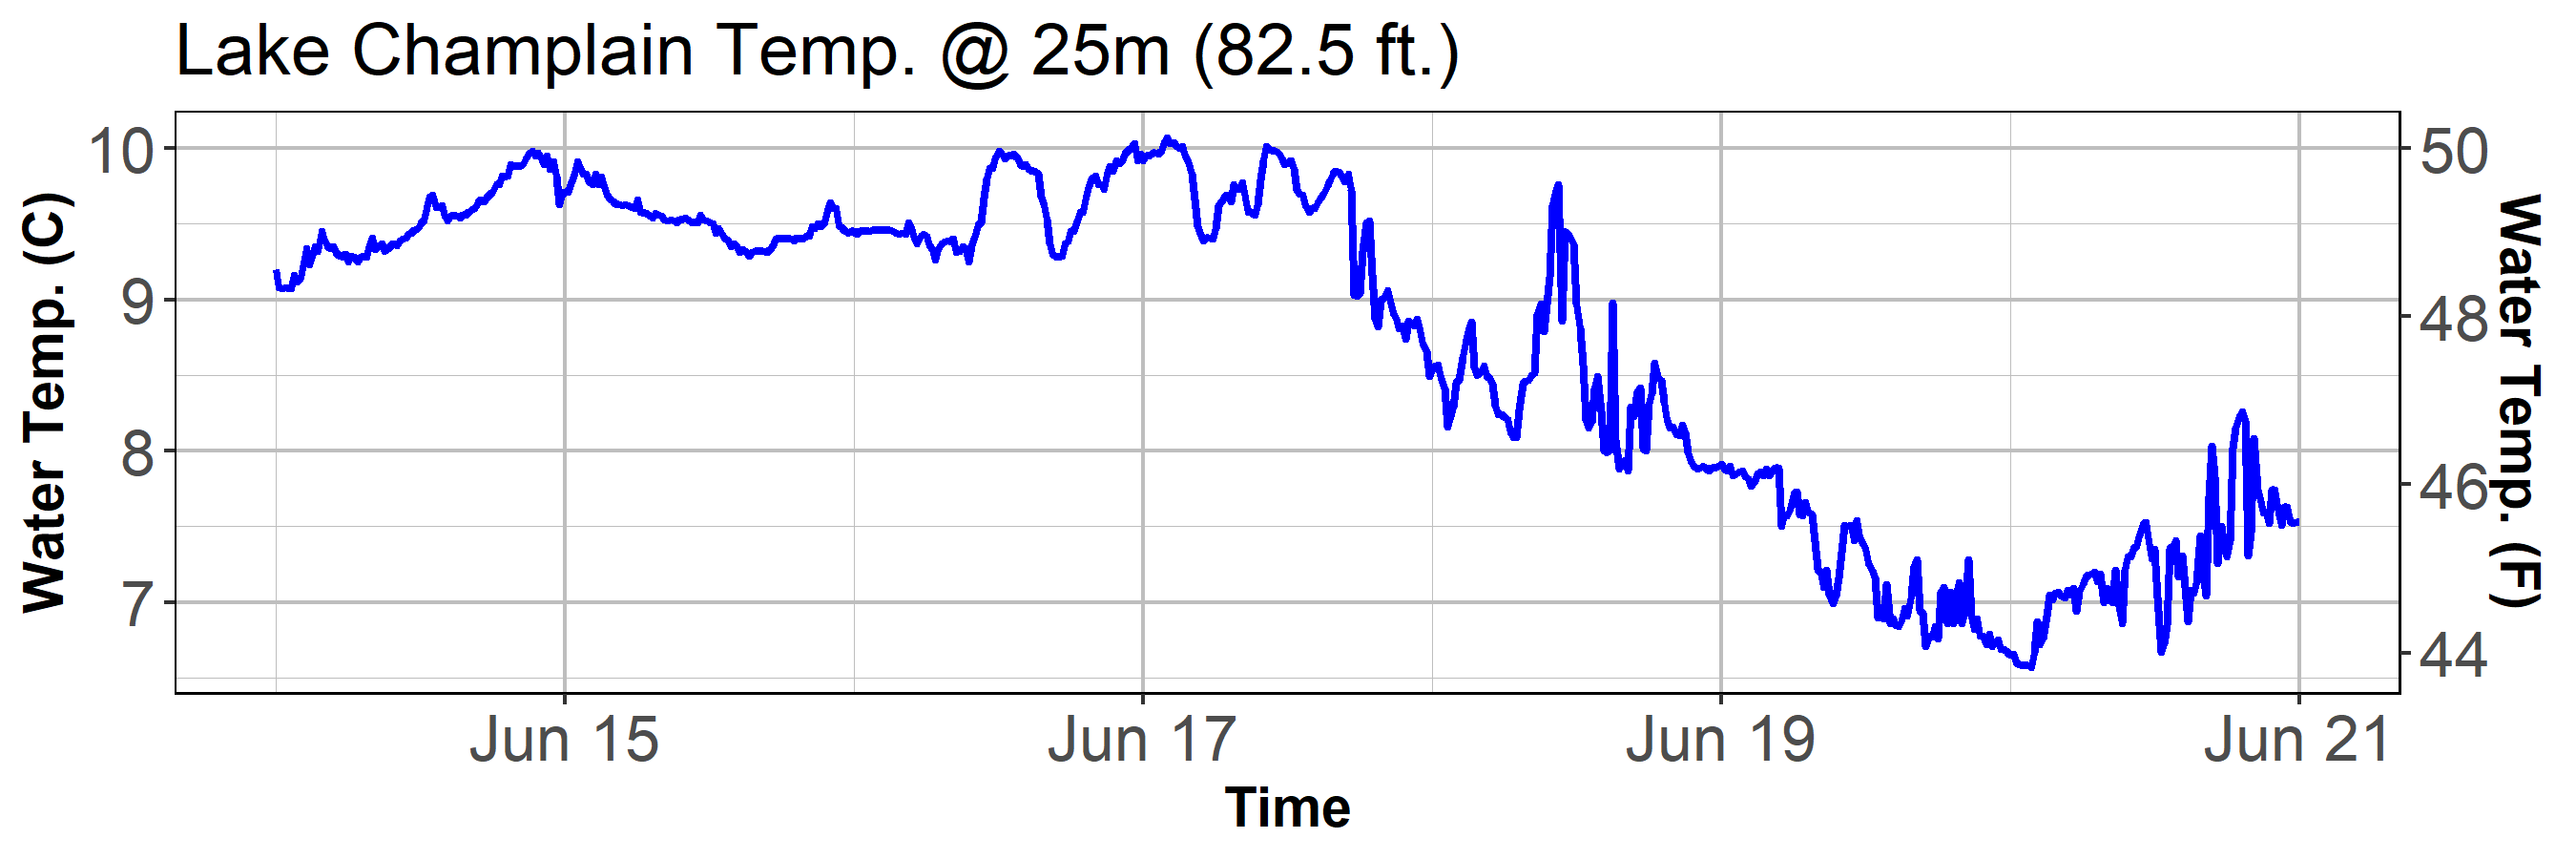 Lake Champlain Temp. @ 25m (82.5 ft.)
Water Temp. (C)
10
9
8
7
50
48
46
44
Water Temp. (F)
Jun 15
Jun 17
Jun 19
Jun 21
Time